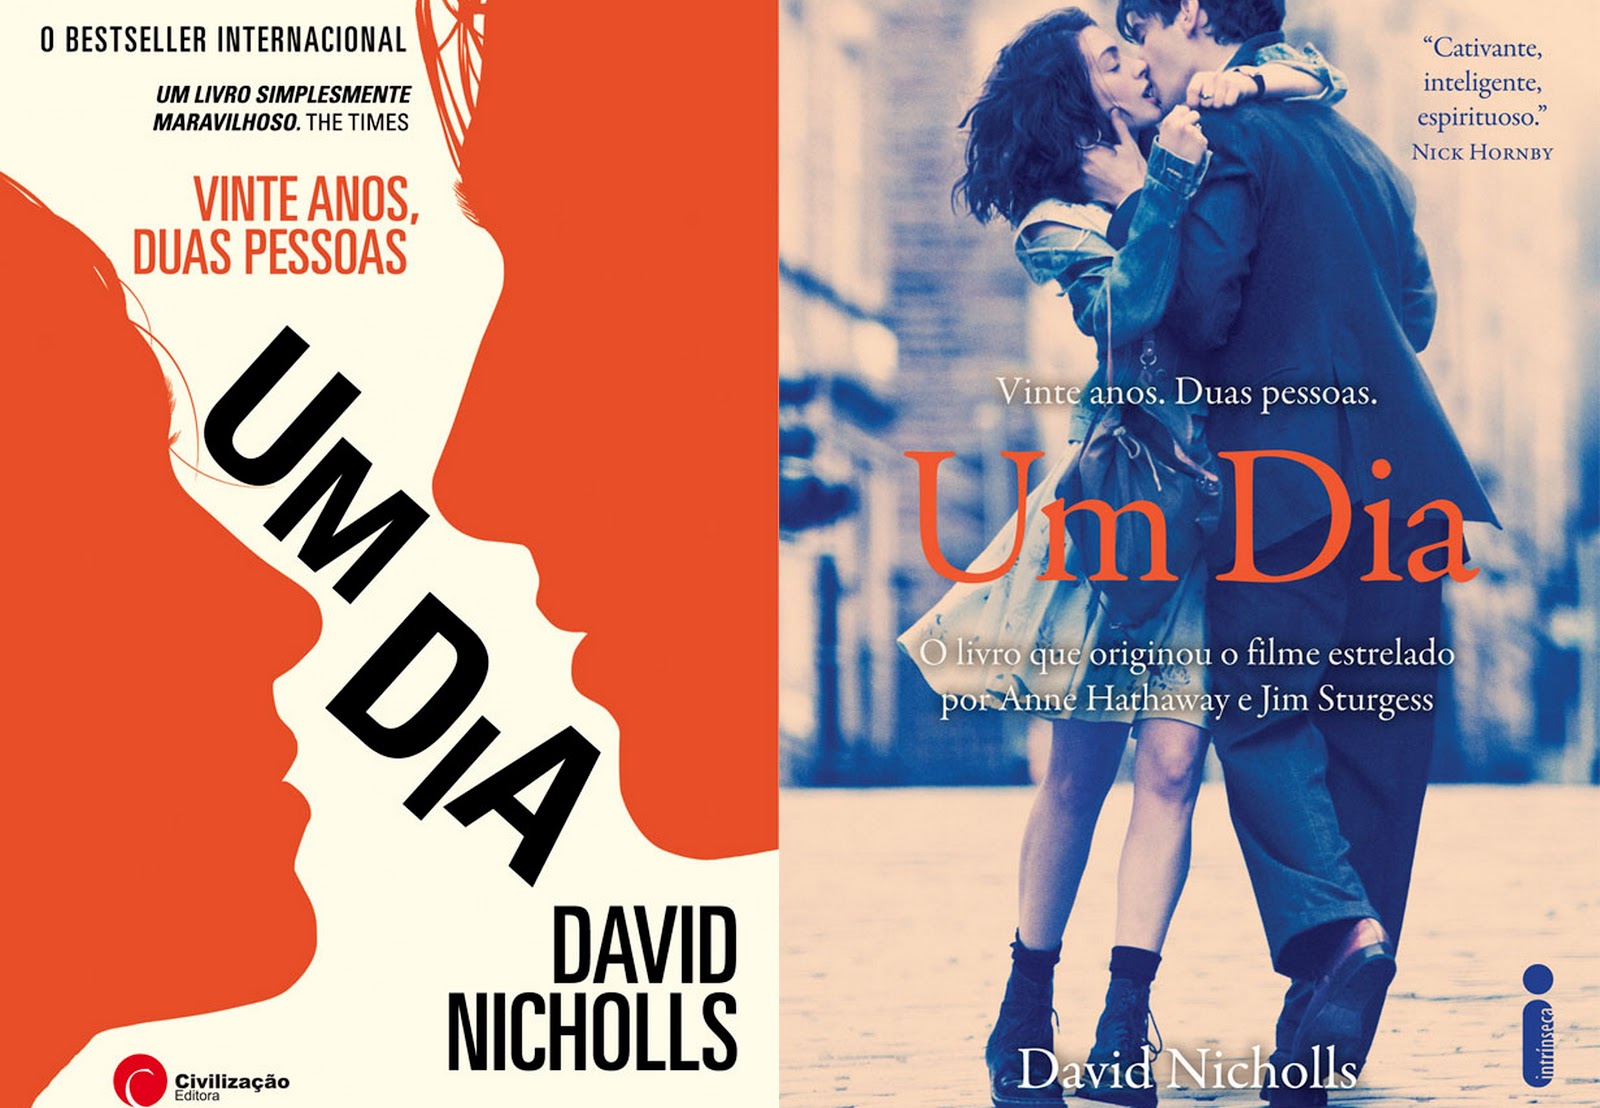 O BESTSELLER INTERNACIONAL
UM LIVRO SIMPLESMENTE
MARAVILHOSO. THE TIMES
VINTE ANOS,
DUAS PESSOAS
UM DIA
DAVID
NICHOLLS
Civilização
Editora
“Cativante,
inteligente,
espirituoso.”
NICK HORNBY
Vinte anos. Duas pessoas.
Um Dia
O livro que originou o filme estrelado
por Anne Hathaway e Jim Sturgess
David Nicholls
intrínseca